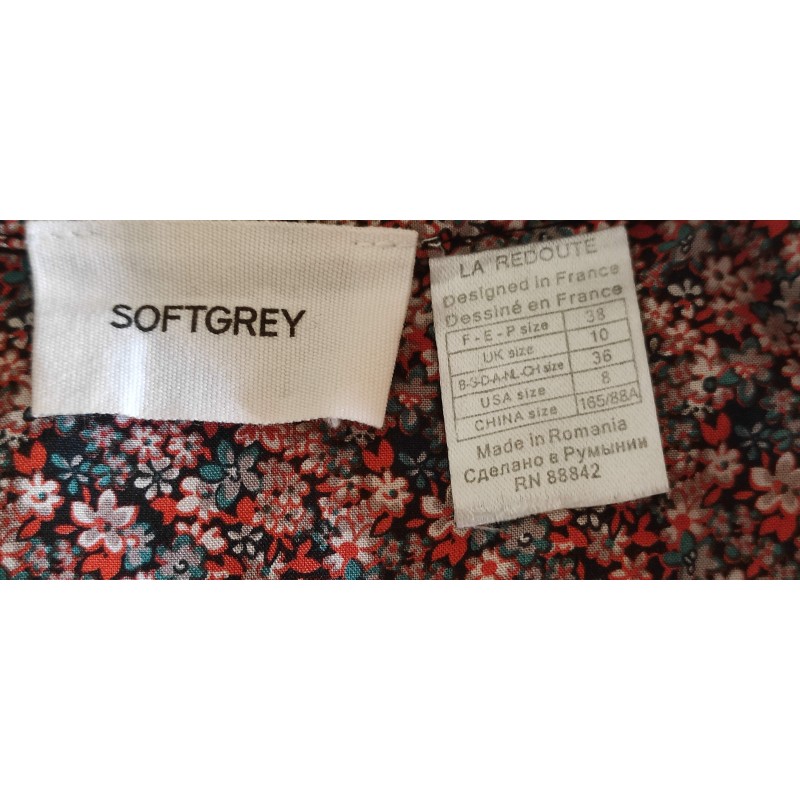 SOFTGREY
LA REDOUTE
Designed in France
Dessiné en France
F - E - P size 38
UK size 10
B-G-D-A-NL-CH size 36
USA size 8
CHINA size 165/88A
Made in Romania
Сделано в Румынии
RN 88842